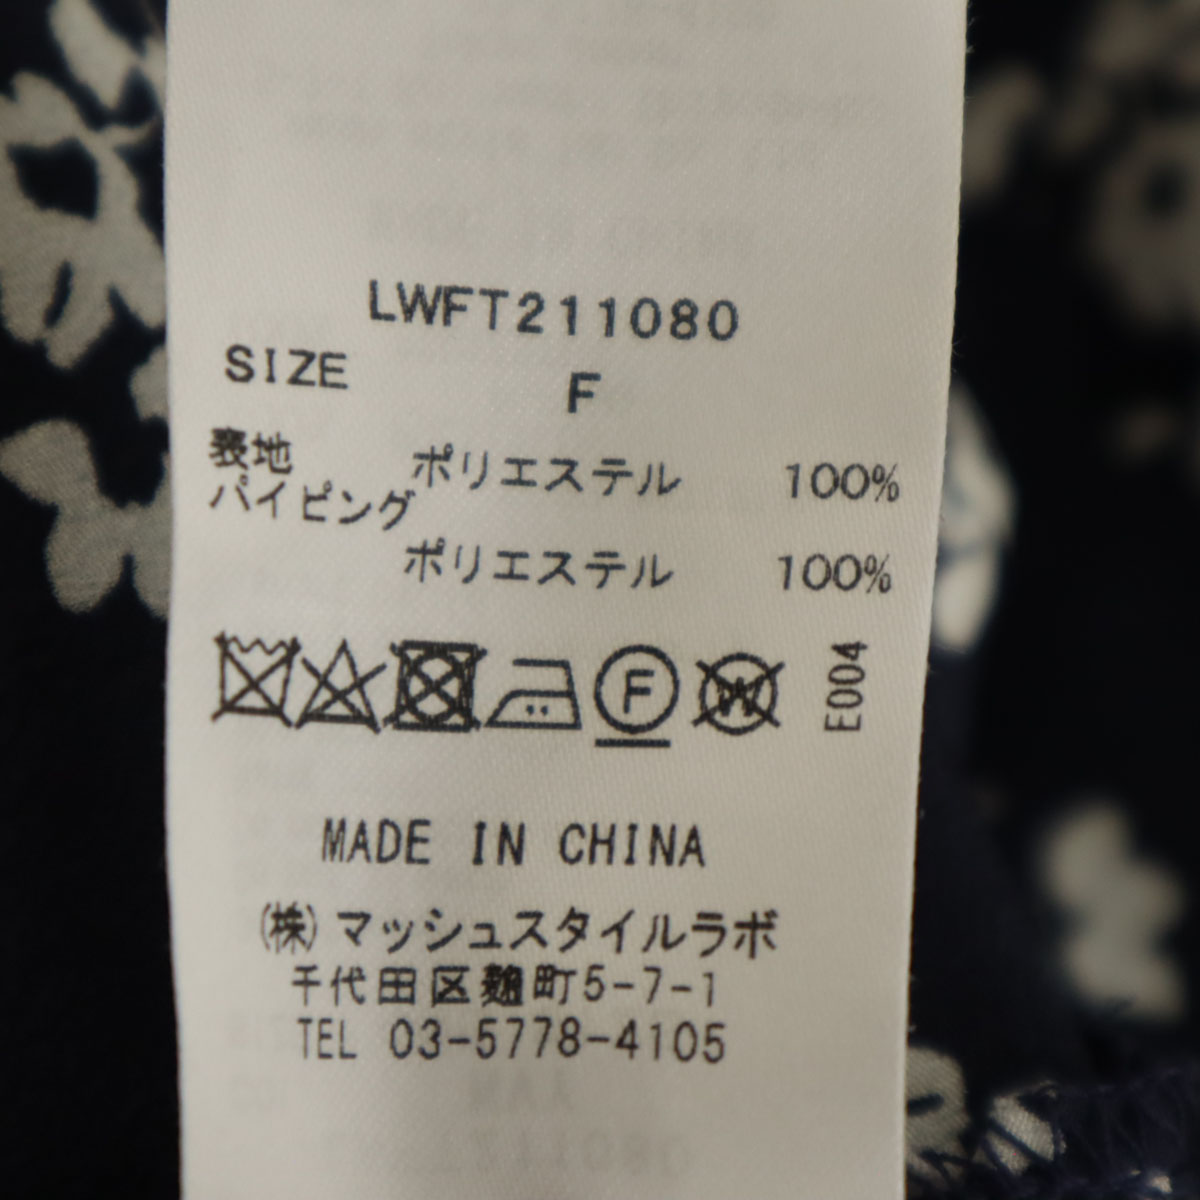 LWFT211080
SIZE F
表地 ポリエステル 100%
パイピング
ポリエステル 100%
F W E004
MADE IN CHINA
(株)マッシュスタイルラボ
千代田区麹町5-7-1
TEL 03-5778-4105